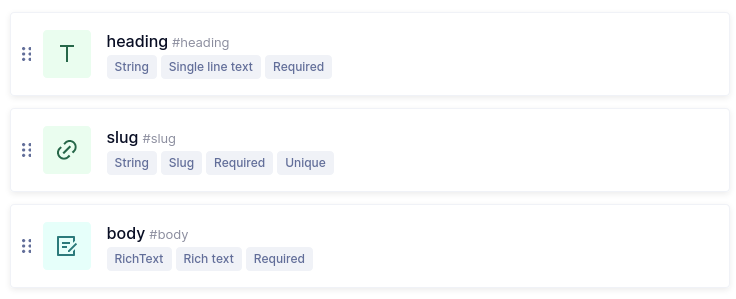 heading #heading
String Single line text Required
slug #slug
String Slug Required Unique
body #body
RichText Rich text Required